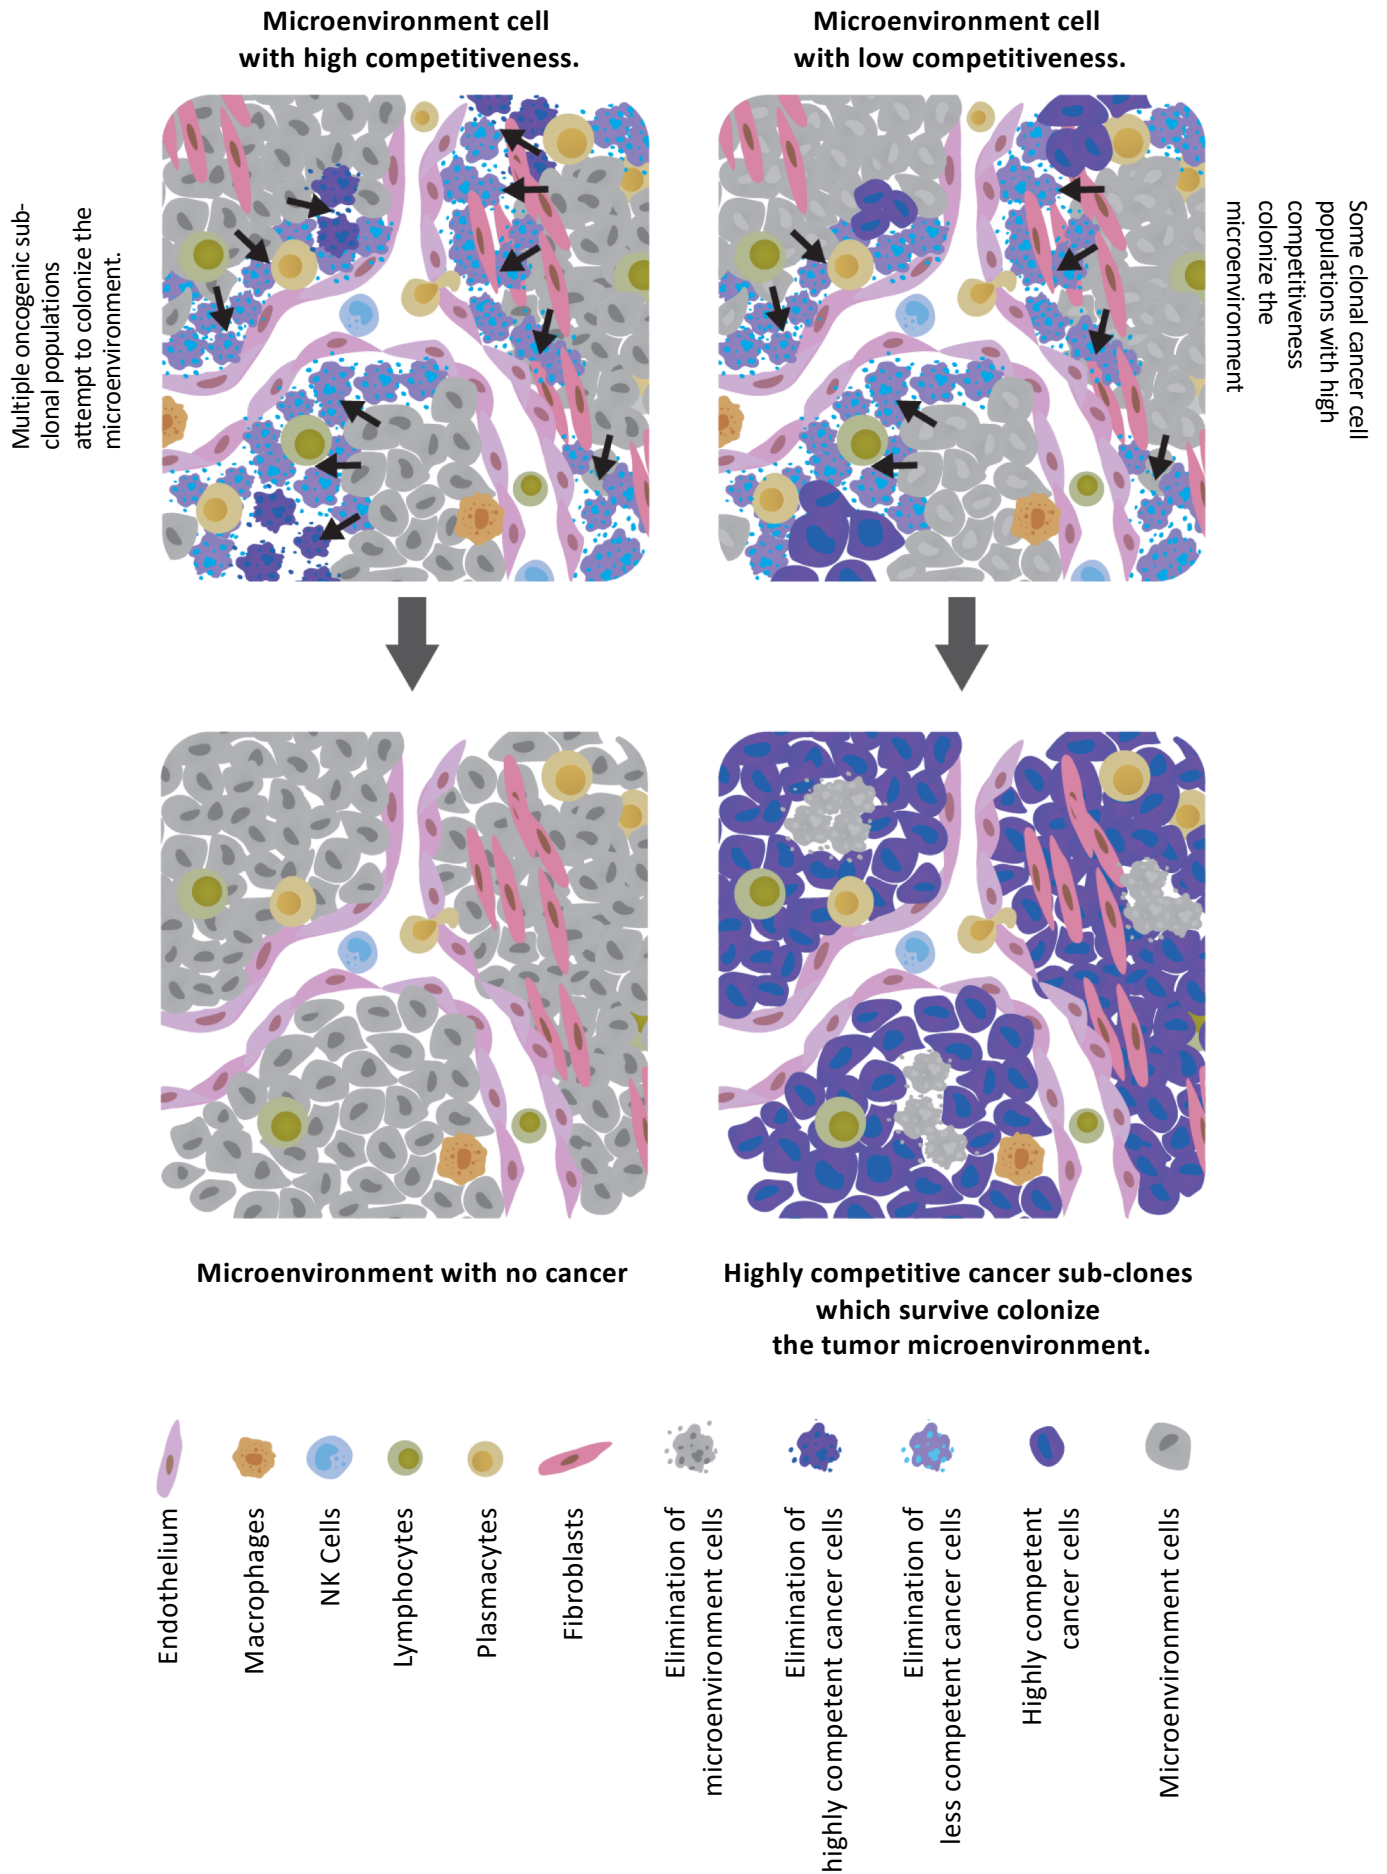 Microenvironment cell
with high competitiveness.
Microenvironment cell
with low competitiveness.
Multiple oncogenic sub-
clonal populations
attempt to colonize the
microenvironment.
Some clonal cancer cell
populations with high
competitiveness
colonize the
microenvironment
Microenvironment with no cancer
Highly competitive cancer sub-clones
which survive colonize
the tumor microenvironment.
Endothelium
Macrophages
NK Cells
Lymphocytes
Plasmacytes
Fibroblasts
Elimination of
microenvironment cells
Elimination of
highly competent cancer cells
Elimination of
less competent cancer cells
Highly competent
cancer cells
Microenvironment cells